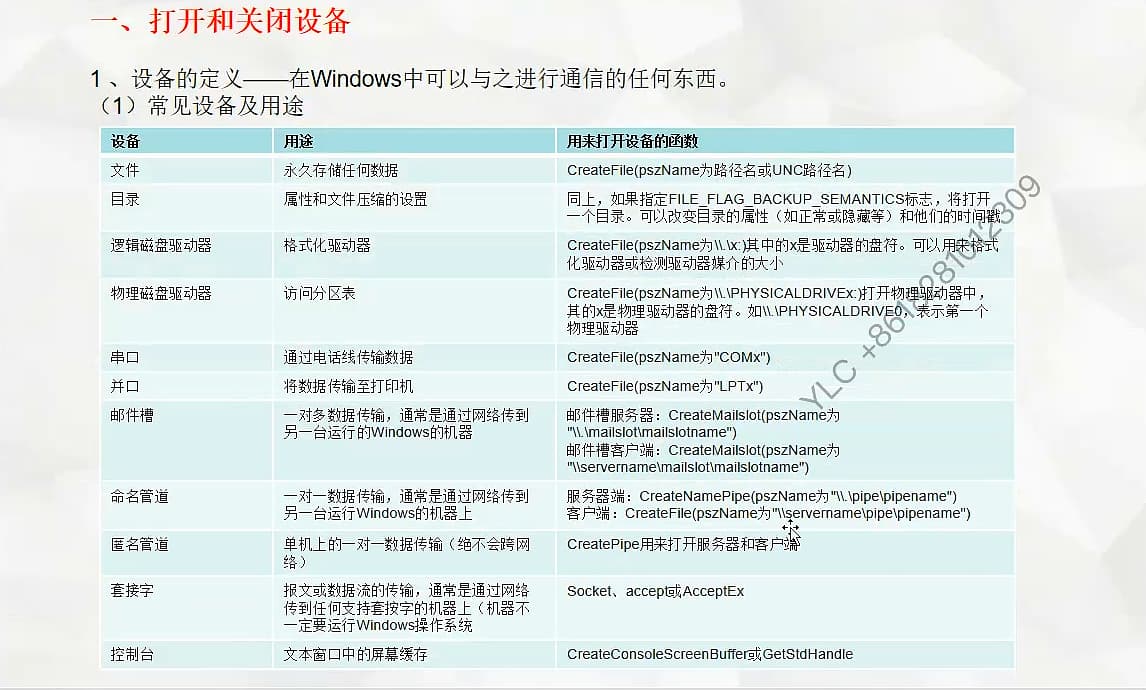 一、打开和关闭设备
1 、设备的定义——在Windows中可以与之进行通信的任何东西。
（1）常见设备及用途
设备 用途 用来打开设备的函数
文件 永久存储任何数据 CreateFile(pszName为路径名或UNC路径名)
目录 属性和文件压缩的设置 同上，如果指定FILE_FLAG_BACKUP_SEMANTICS标志，将打开
一个目录。可以改变目录的属性（如正常或隐藏等）和他们的时间戳
逻辑磁盘驱动器 格式化驱动器 CreateFile(pszName为\\.\x:)其中的x是驱动器的盘符。可以用来格式
化驱动器或检测驱动器媒介的大小
物理磁盘驱动器 访问分区表 CreateFile(pszName为\\.\PHYSICALDRIVEx:)打开物理驱动器中，
其的x是物理驱动器的盘符。如\\.\PHYSICALDRIVE0，表示第一个
物理驱动器
串口 通过电话线传输数据 CreateFile(pszName为"COMx")
并口 将数据传输至打印机 CreateFile(pszName为"LPTx")
邮件槽 一对多数据传输，通常是通过网络传到
另一台运行的Windows的机器
邮件槽服务器：CreateMailslot(pszName为
"\\.\mailslot\mailslotname")
邮件槽客户端：CreateMailslot(pszName为
"\\servername\mailslot\mailslotname")
命名管道 一对一数据传输，通常是通过网络传到
另一台运行Windows的机器上
服务器端：CreateNamePipe(pszName为"\\.\pipe\pipename")
客户端：CreateFile(pszName为"\\servername\pipe\pipename")
匿名管道 单机上的一对一数据传输（绝不会跨网
络）
CreatePipe用来打开服务器和客户端
套接字 报文或数据流的传输，通常是通过网络
传到任何支持套按字的机器上（机器不
一定要运行Windows操作系统
Socket、accept或AcceptEx
控制台 文本窗口中的屏幕缓存 CreateConsoleScreenBuffer或GetStdHandle